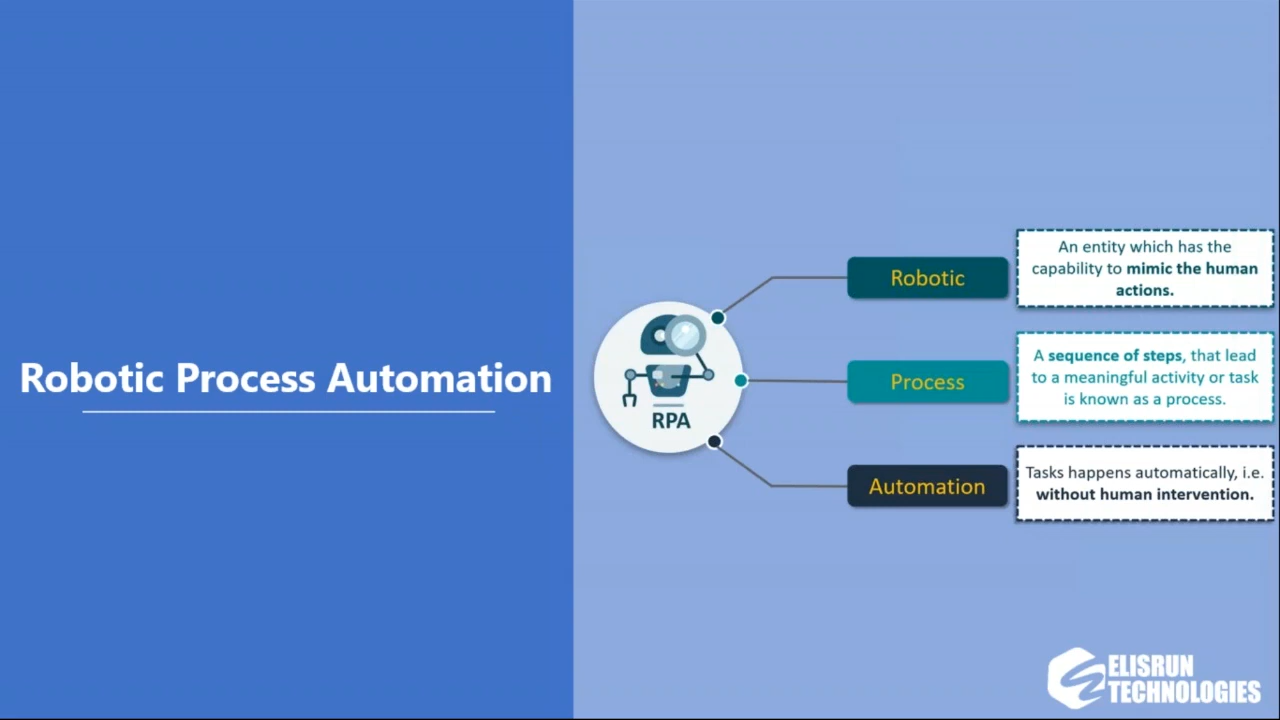 Robotic Process Automation
RPA
Robotic
An entity which has the
capability to mimic the human
actions.
Process
A sequence of steps, that lead
to a meaningful activity or task
is known as a process.
Automation
Tasks happens automatically, i.e.
without human intervention.
ELISRUN
TECHNOLOGIES